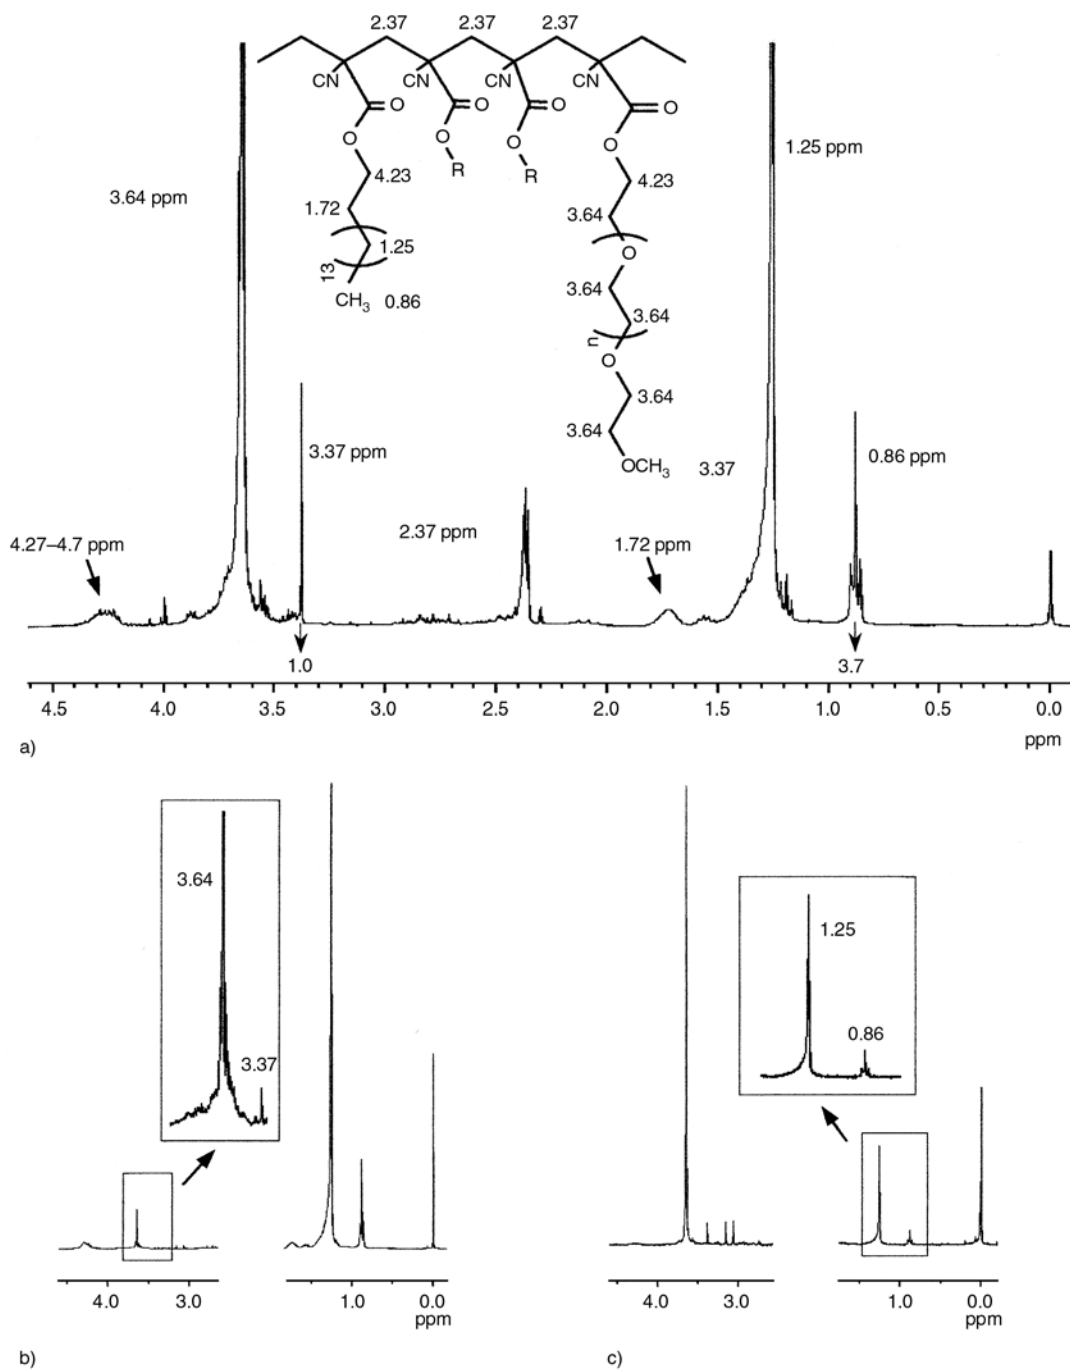 2.37 2.37 2.37
CN CN CN CN
O O O O
O O O O
R R
3.64 ppm
1.25 ppm
4.23 4.23
1.72 3.64
1.25 O
13
CH3 0.86
3.64
3.64
n
O
3.64
3.64
OCH3
3.37 ppm
3.37
0.86 ppm
4.27–4.7 ppm
2.37 ppm
1.72 ppm
1.0 3.7
4.5 4.0 3.5 3.0 2.5 2.0 1.5 1.0 0.5 0.0
ppm
a)
3.64
3.37
4.0 3.0 1.0 0.0
ppm
b)
1.25
0.86
4.0 3.0 1.0 0.0
ppm
c)